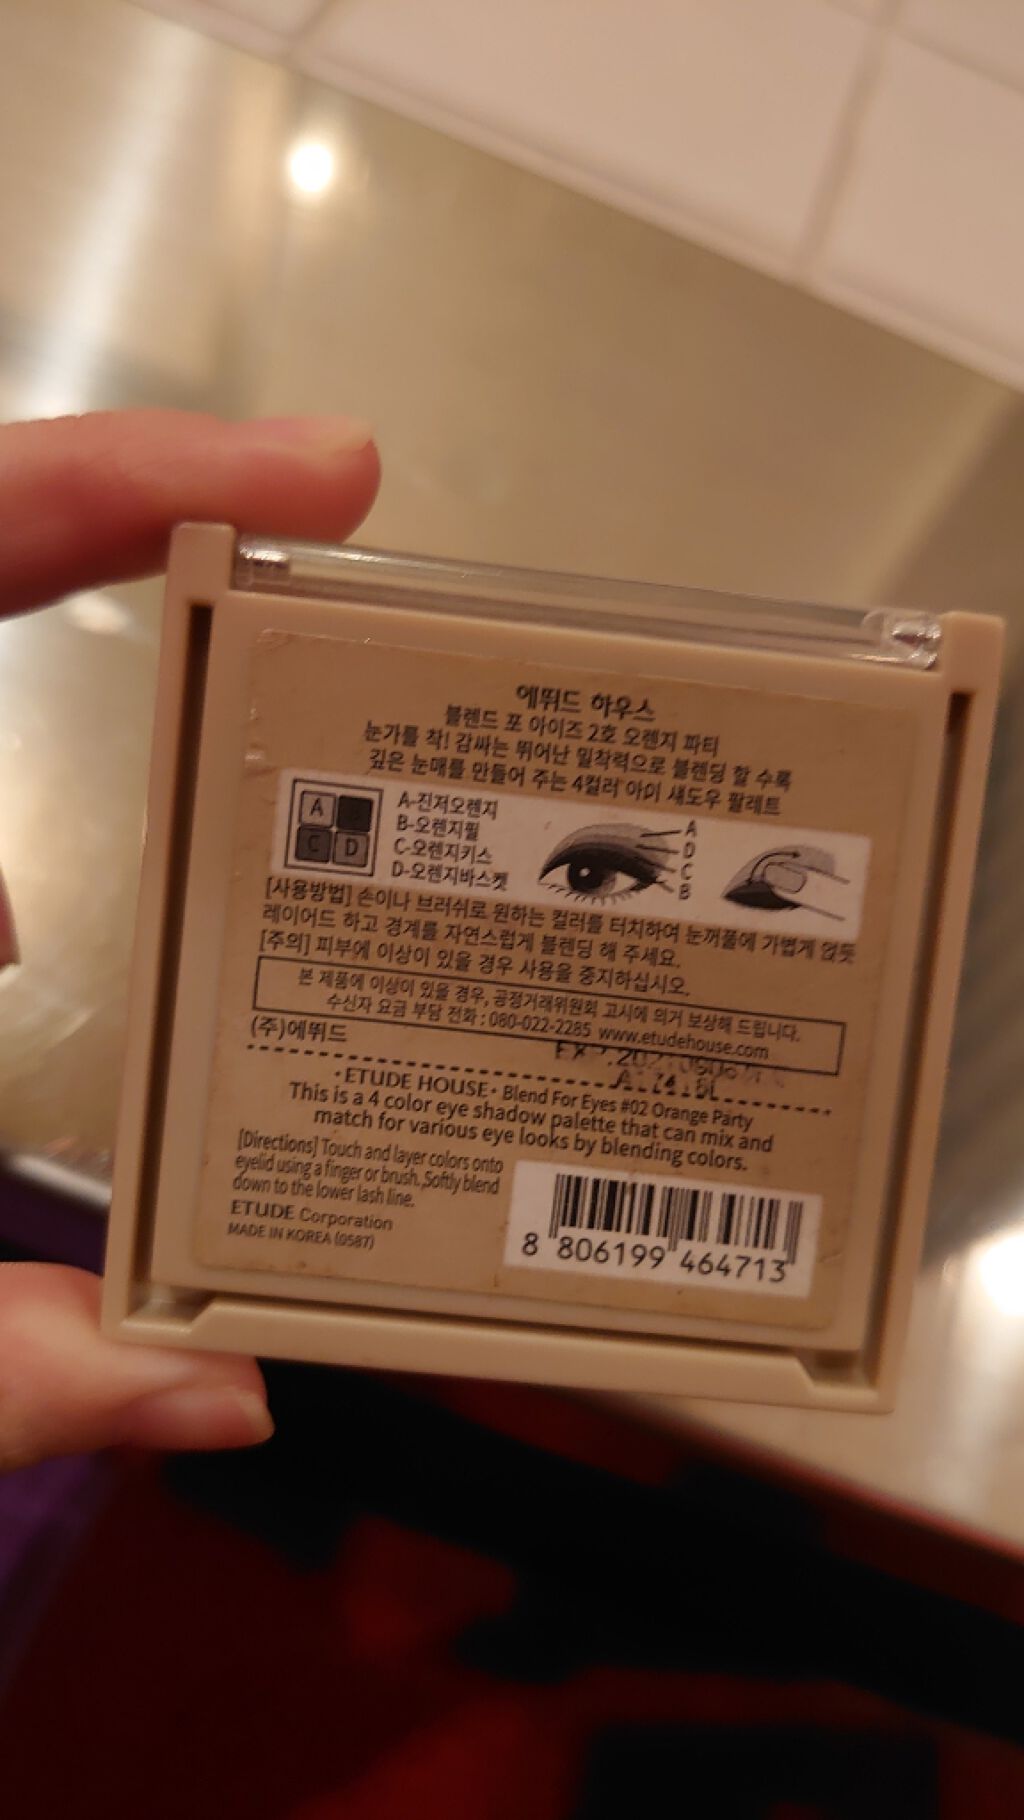 에뛰드 하우스
블렌드 포 아이즈 2호 오렌지 파티
눈가를 착! 감싸는 뛰어난 밀착력으로 블렌딩 할 수록
깊은 눈매를 만들어 주는 4컬러 아이 섀도우 팔레트
A
C D
A-진저오렌지
B-오렌지필
C-오렌지키스
D-오렌지바스켓
A
D
C
B
[사용방법] 손이나 브러쉬로 원하는 컬러를 터치하여 눈꺼풀에 가볍게 얹듯
레이어드 하고 경계를 자연스럽게 블렌딩 해 주세요.
[주의] 피부에 이상이 있을 경우 사용을 중지하십시오.
본 제품에 이상이 있을 경우, 공정거래위원회 고시에 의거 보상해 드립니다.
수신자 요금 부담 전화 : 080-022-2285 www.etudehouse.com
(주)에뛰드
EXP
•ETUDE HOUSE• Blend For Eyes #02 Orange Party
This is a 4 color eye shadow palette that can mix and
match for various eye looks by blending colors.
[Directions] Touch and layer colors onto
eyelid using a finger or brush. Softly blend
down to the lower lash line.
ETUDE Corporation
MADE IN KOREA (0587)
8 806199 464713